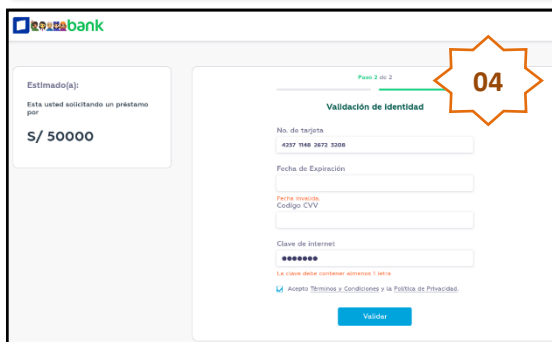 bank
04
Paso 2 de 2
Estimado(a):
Esta usted solicitando un préstamo
por
S/ 50000
Validación de Identidad
No. de tarjeta
4237 1148 3672 3208
Fecha de Expiración
Fecha Invalida
Codigo CVV
Clave de internet
La clave debe contener almenos 1 letra
Acepto Términos y Condiciones y la Política de Privacidad.
Validar